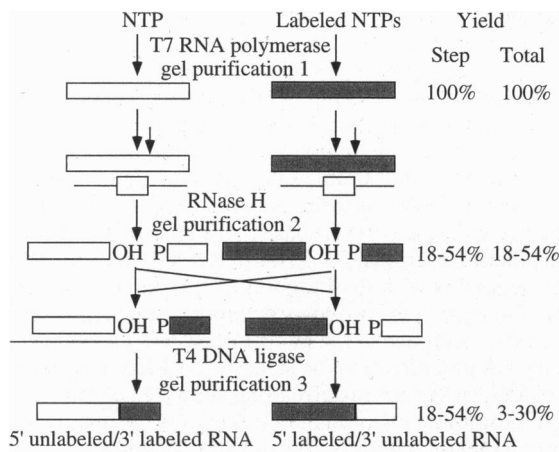 NTP Labeled NTPs Yield
T7 RNA polymerase
gel purification 1
Step Total
100% 100%
RNase H
gel purification 2
OH P OH P 18-54% 18-54%
OH P OH P
T4 DNA ligase
gel purification 3
18-54% 3-30%
5' unlabeled/3' labeled RNA 5' labeled/3' unlabeled RNA